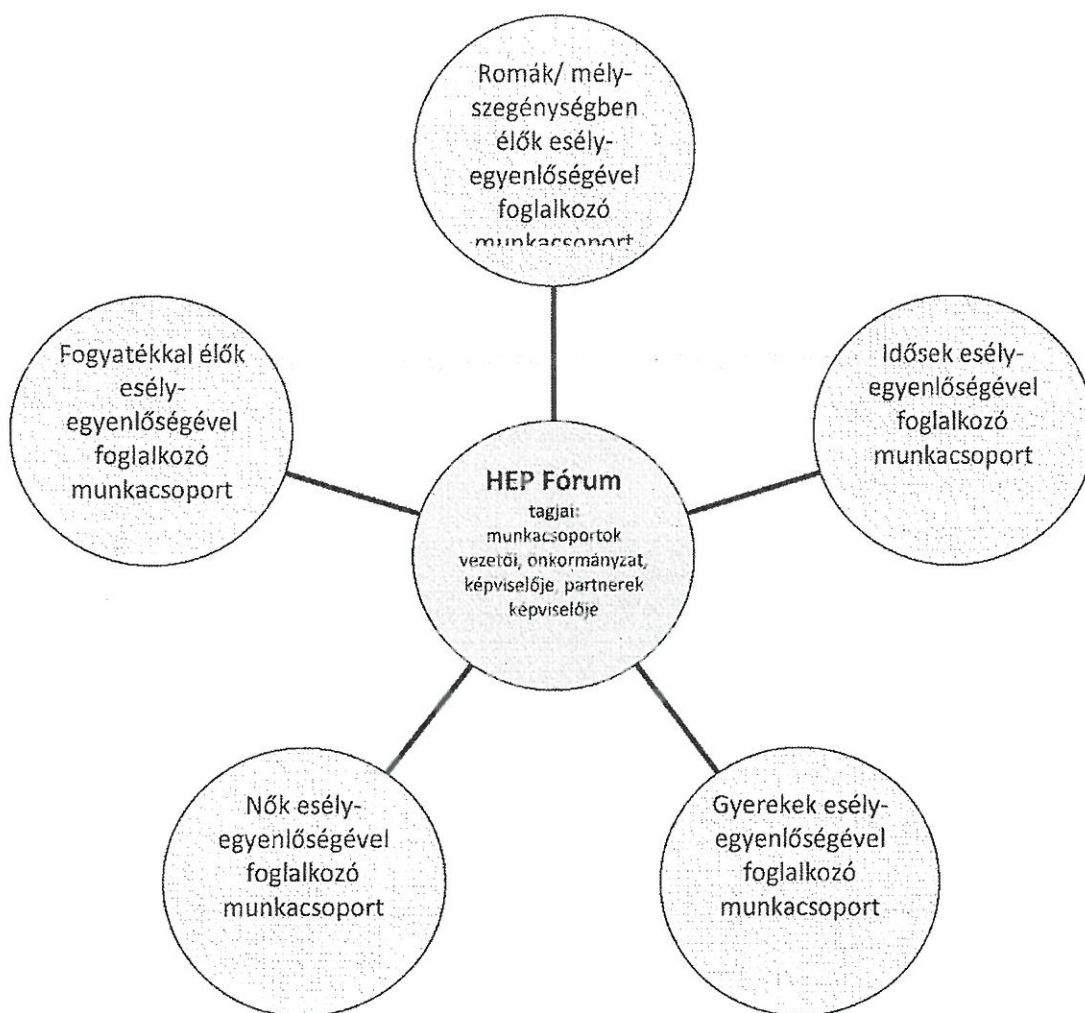 Romák/ mély-
szegénységben
élők esély-
egyenlőségével
foglalkozó
munkacsoport
Fogyatékkal élők
esély-
egyenlőségével
foglalkozó
munkacsoport
Idősek esély-
egyenlőségével
foglalkozó
munkacsoport
HEP Fórum
tagjai:
munkacsoportok
vezetői, önkormányzat,
képviselője, partnerek
képviselője
Nők esély-
egyenlőségével
foglalkozó
munkacsoport
Gyerekek esély-
egyenlőségével
foglalkozó
munkacsoport